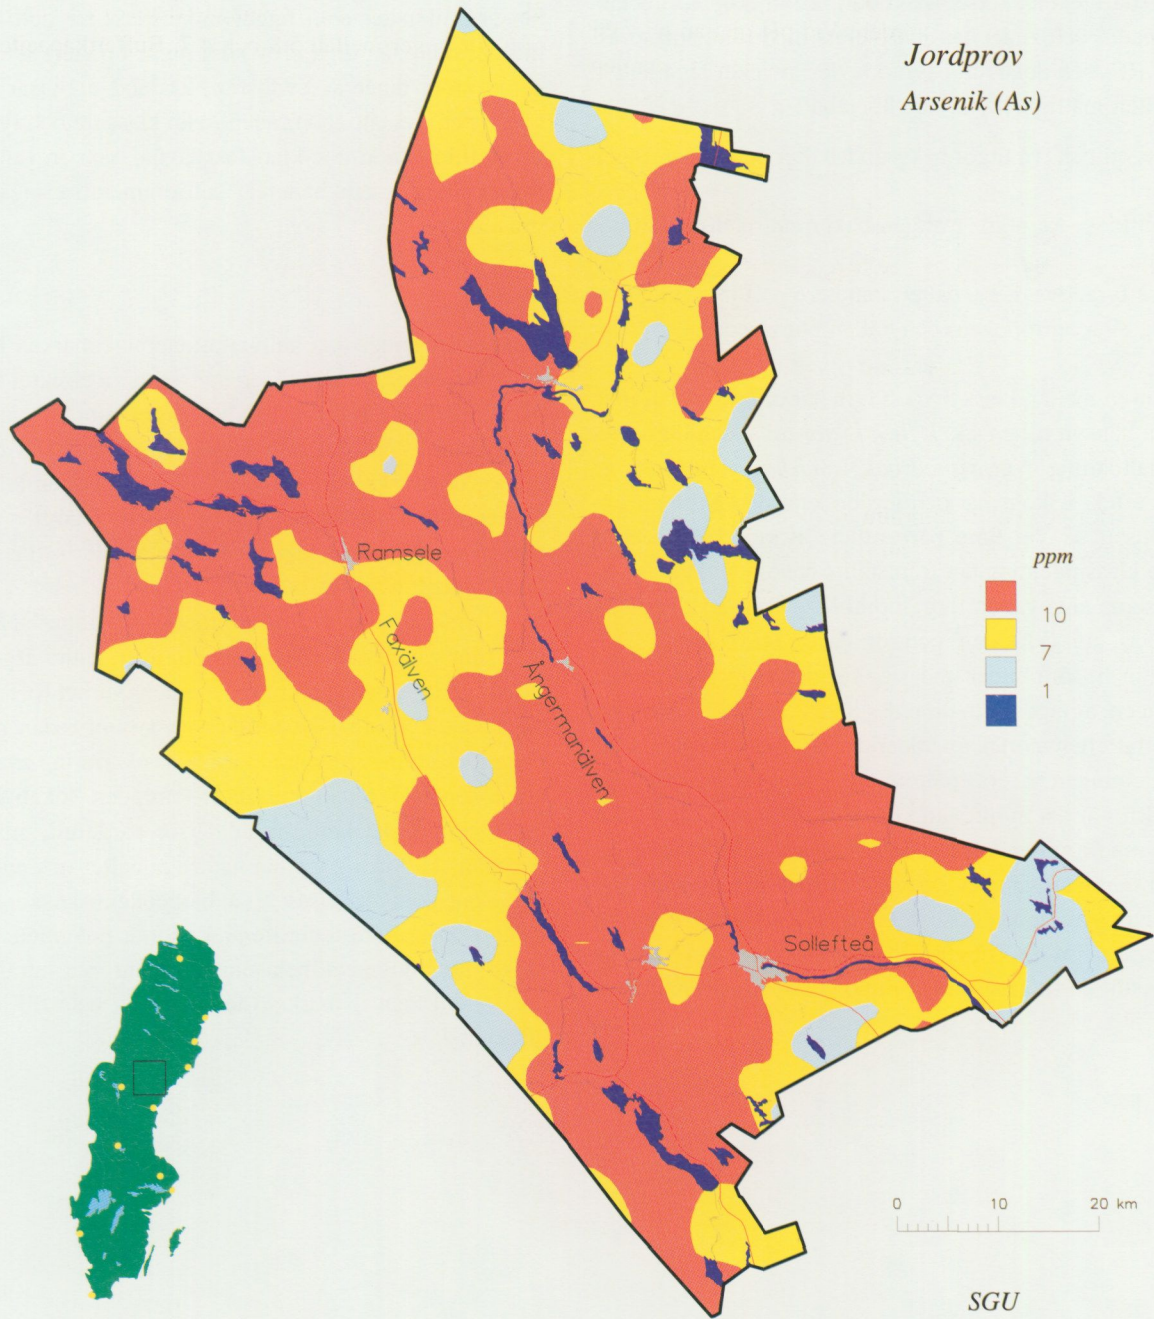 Jordprov
Arsenik (As)
ppm
10
7
1
Ramsele
Faxälven
Ångermanälven
Sollefteå
0 10 20 km
SGU